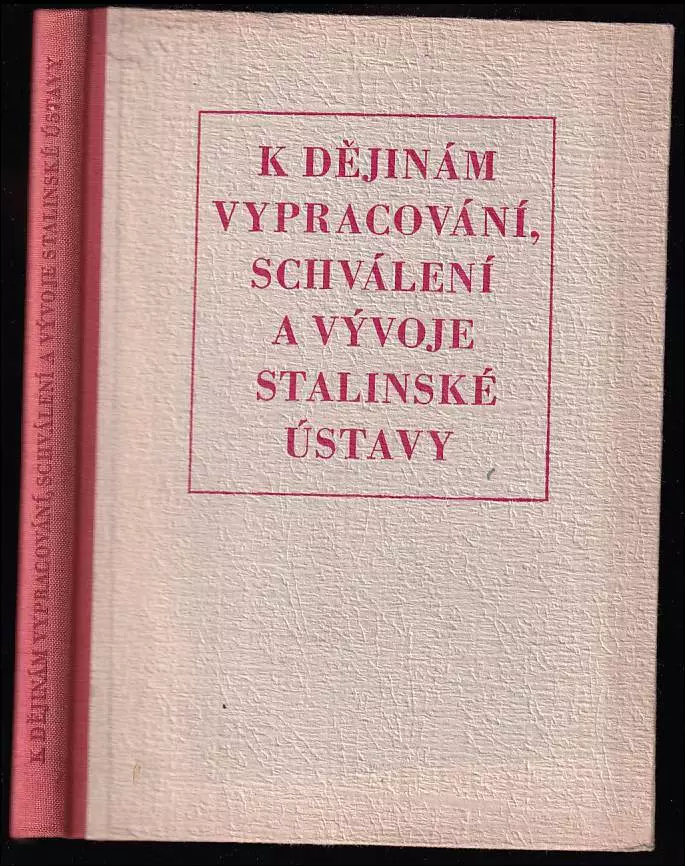 K DĚJINÁM VYPRACOVÁNÍ, SCHVÁLENÍ A VÝVOJE STALINSKÉ ÚSTAVY
K DĚJINÁM
VYPRACOVÁNÍ,
SCHVÁLENÍ
A VÝVOJE
STALINSKÉ
ÚSTAVY